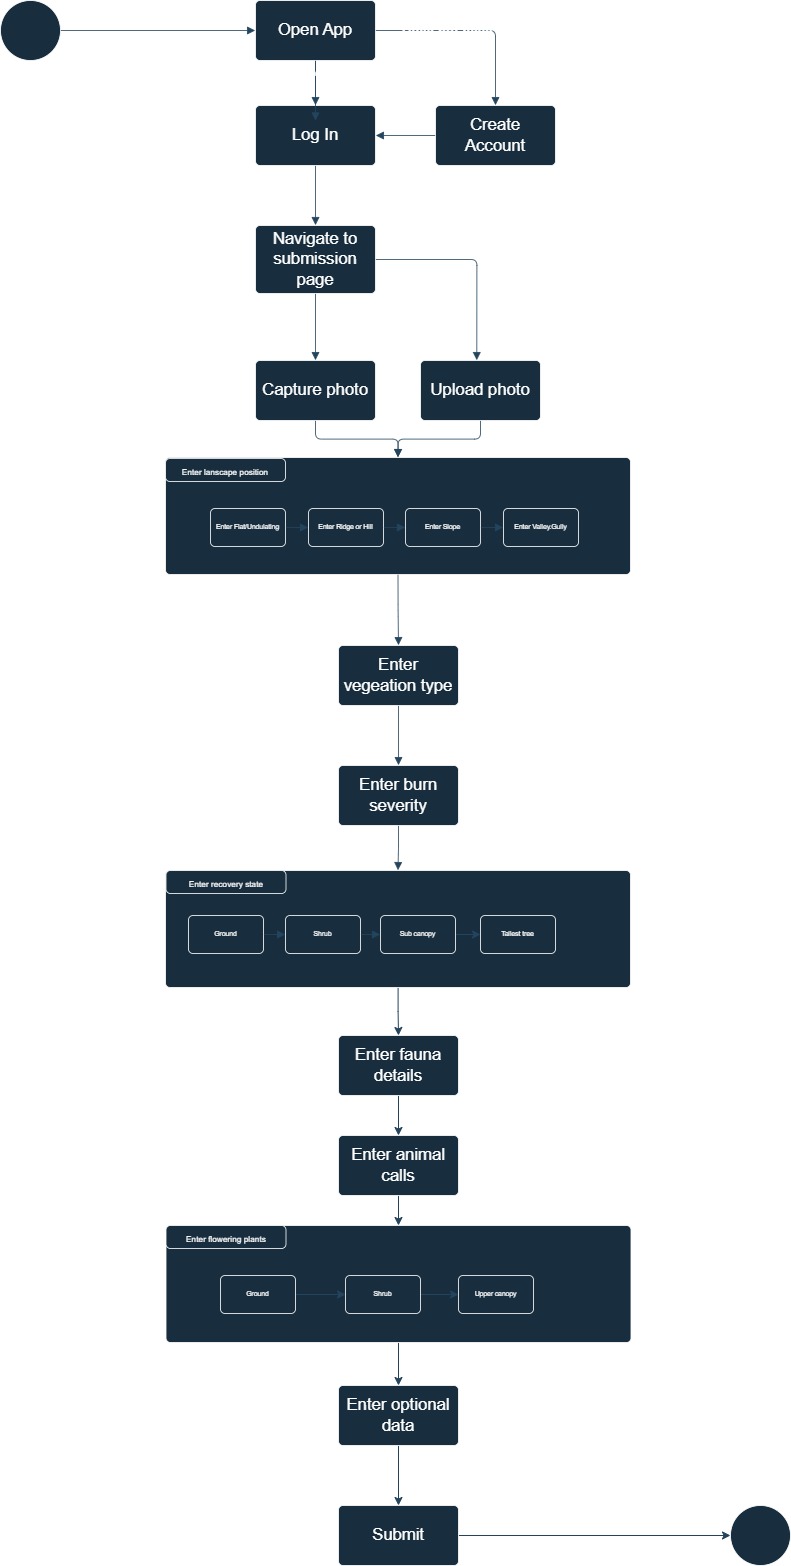 Open App
Log In
Create
Account
Navigate to
submission
page
Capture photo
Upload photo
Enter lanscape position
Enter Flat/Undulating
Enter Ridge or Hill
Enter Slope
Enter Valley.Gully
Enter
vegeation type
Enter burn
severity
Enter recovery state
Ground
Shrub
Sub canopy
Tallest tree
Enter fauna
details
Enter animal
calls
Enter flowering plants
Ground
Shrub
Upper canopy
Enter optional
data
Submit